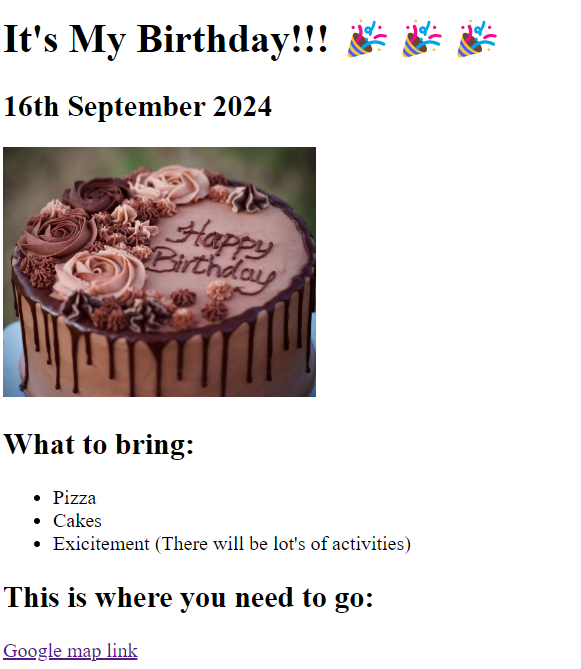 It's My Birthday!!! 🎉 🎉 🎉
16th September 2024
Happy
Birthday
What to bring:
Pizza
Cakes
Exicitement (There will be lot's of activities)
This is where you need to go:
Google map link